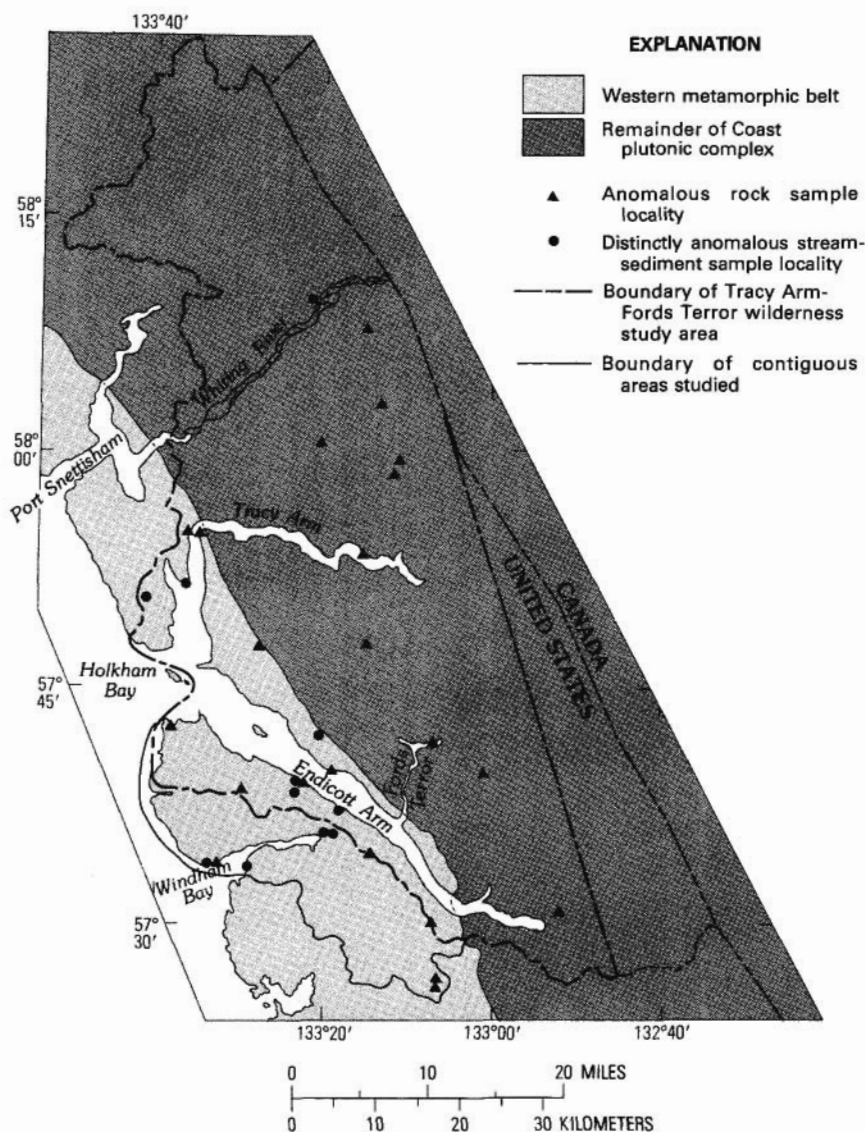 133°40′
EXPLANATION
Western metamorphic belt
Remainder of Coast
plutonic complex
Anomalous rock sample
locality
Distinctly anomalous stream-
sediment sample locality
Boundary of Tracy Arm-
Fords Terror wilderness
study area
Boundary of contiguous
areas studied
58°
15′
Whiting River
58°
00′
Port Snettisham
Tracy Arm
CANADA
UNITED STATES
Holkham
Bay
57°
45′
Endicott Arm
Fords
Terror
Windham
Bay
57°
30′
133°20′
133°00′
132°40′
0 10 20 MILES
0 10 20 30 KILOMETERS